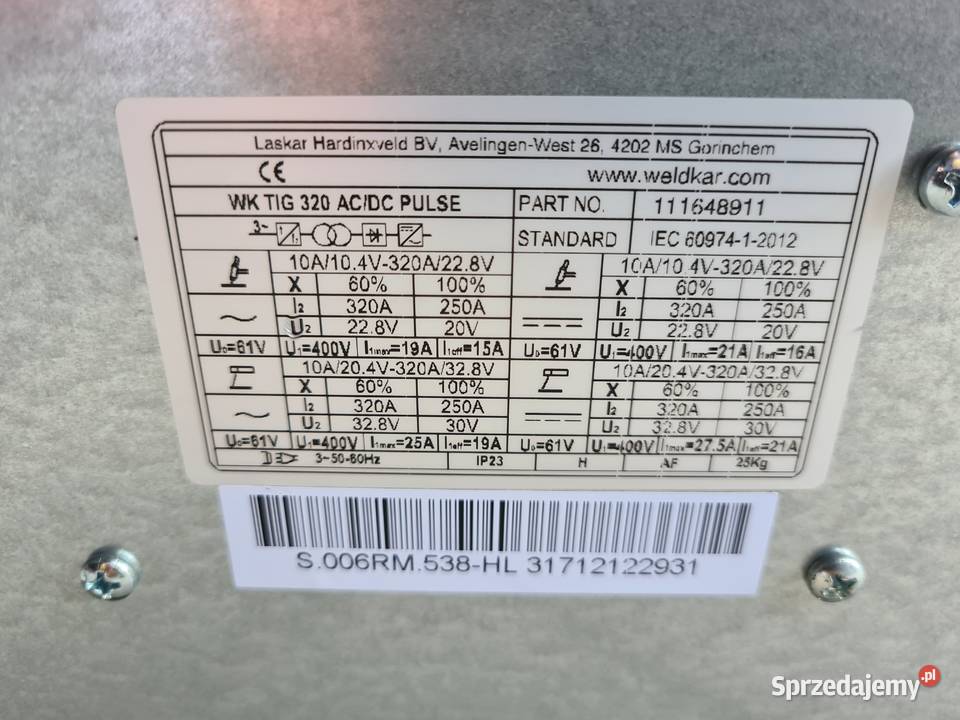 Laskar Hardinxveld BV, Avelingen-West 26, 4202 MS Gorinchem
CE www.weldkar.com
WK TIG 320 AC/DC PULSE PART NO. 111648911
3~ STANDARD IEC 60974-1-2012
10A/10.4V-320A/22.8V 10A/10.4V-320A/22.8V
X 60% 100% X 60% 100%
I2 320A 250A I2 320A 250A
U2 22.8V 20V U2 22.8V 20V
U0=61V U1=400V I1max=19A I1eff=15A U0=61V U1=400V I1max=21A I1eff=16A
10A/20.4V-320A/32.8V 10A/20.4V-320A/32.8V
X 60% 100% X 60% 100%
I2 320A 250A I2 320A 250A
U2 32.8V 30V U2 32.8V 30V
U0=61V U1=400V I1max=25A I1eff=19A U0=61V U1=400V I1max=27.5A I1eff=21A
3~50-60Hz IP23 H AF 25Kg
S.006RM.538-HL 31712122931
Sprzedajemy.pl